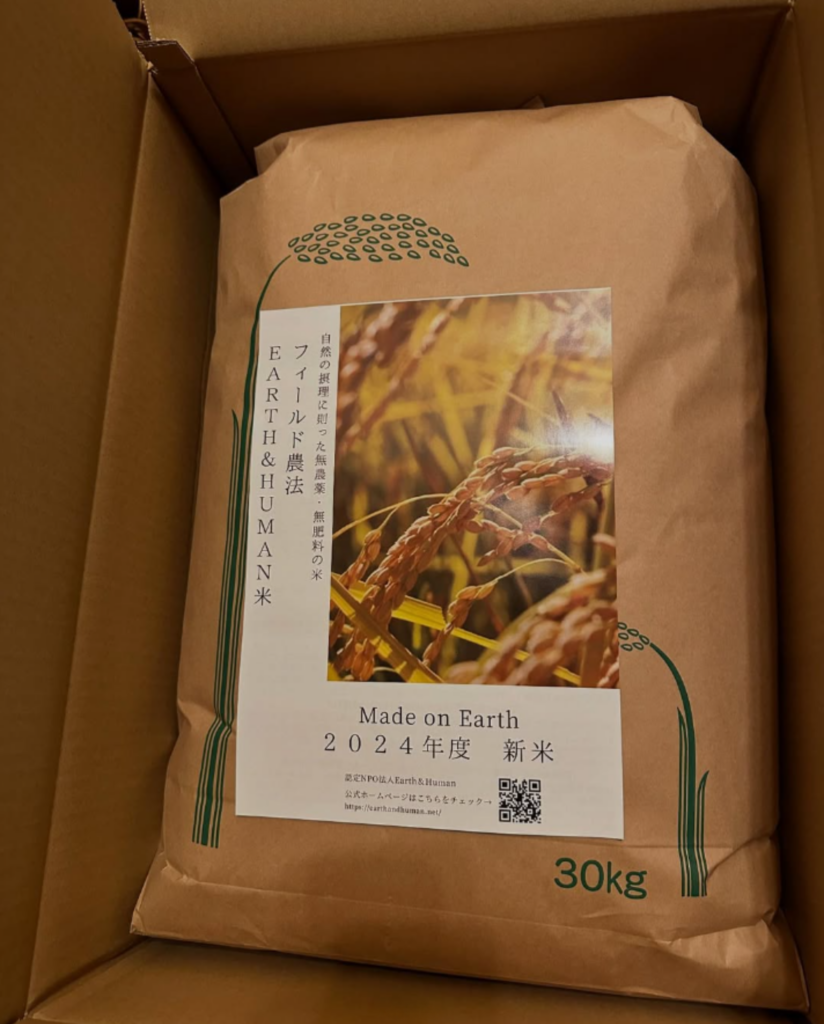 自然の摂理に則った無農薬・無肥料の米
フィールド農法
EARTH&HUMAN米
Made on Earth
2024年度 新米
認定NPO法人Earth&Human
公式ホームページはこちらをチェック→
https://earthandhuman.net/
30kg